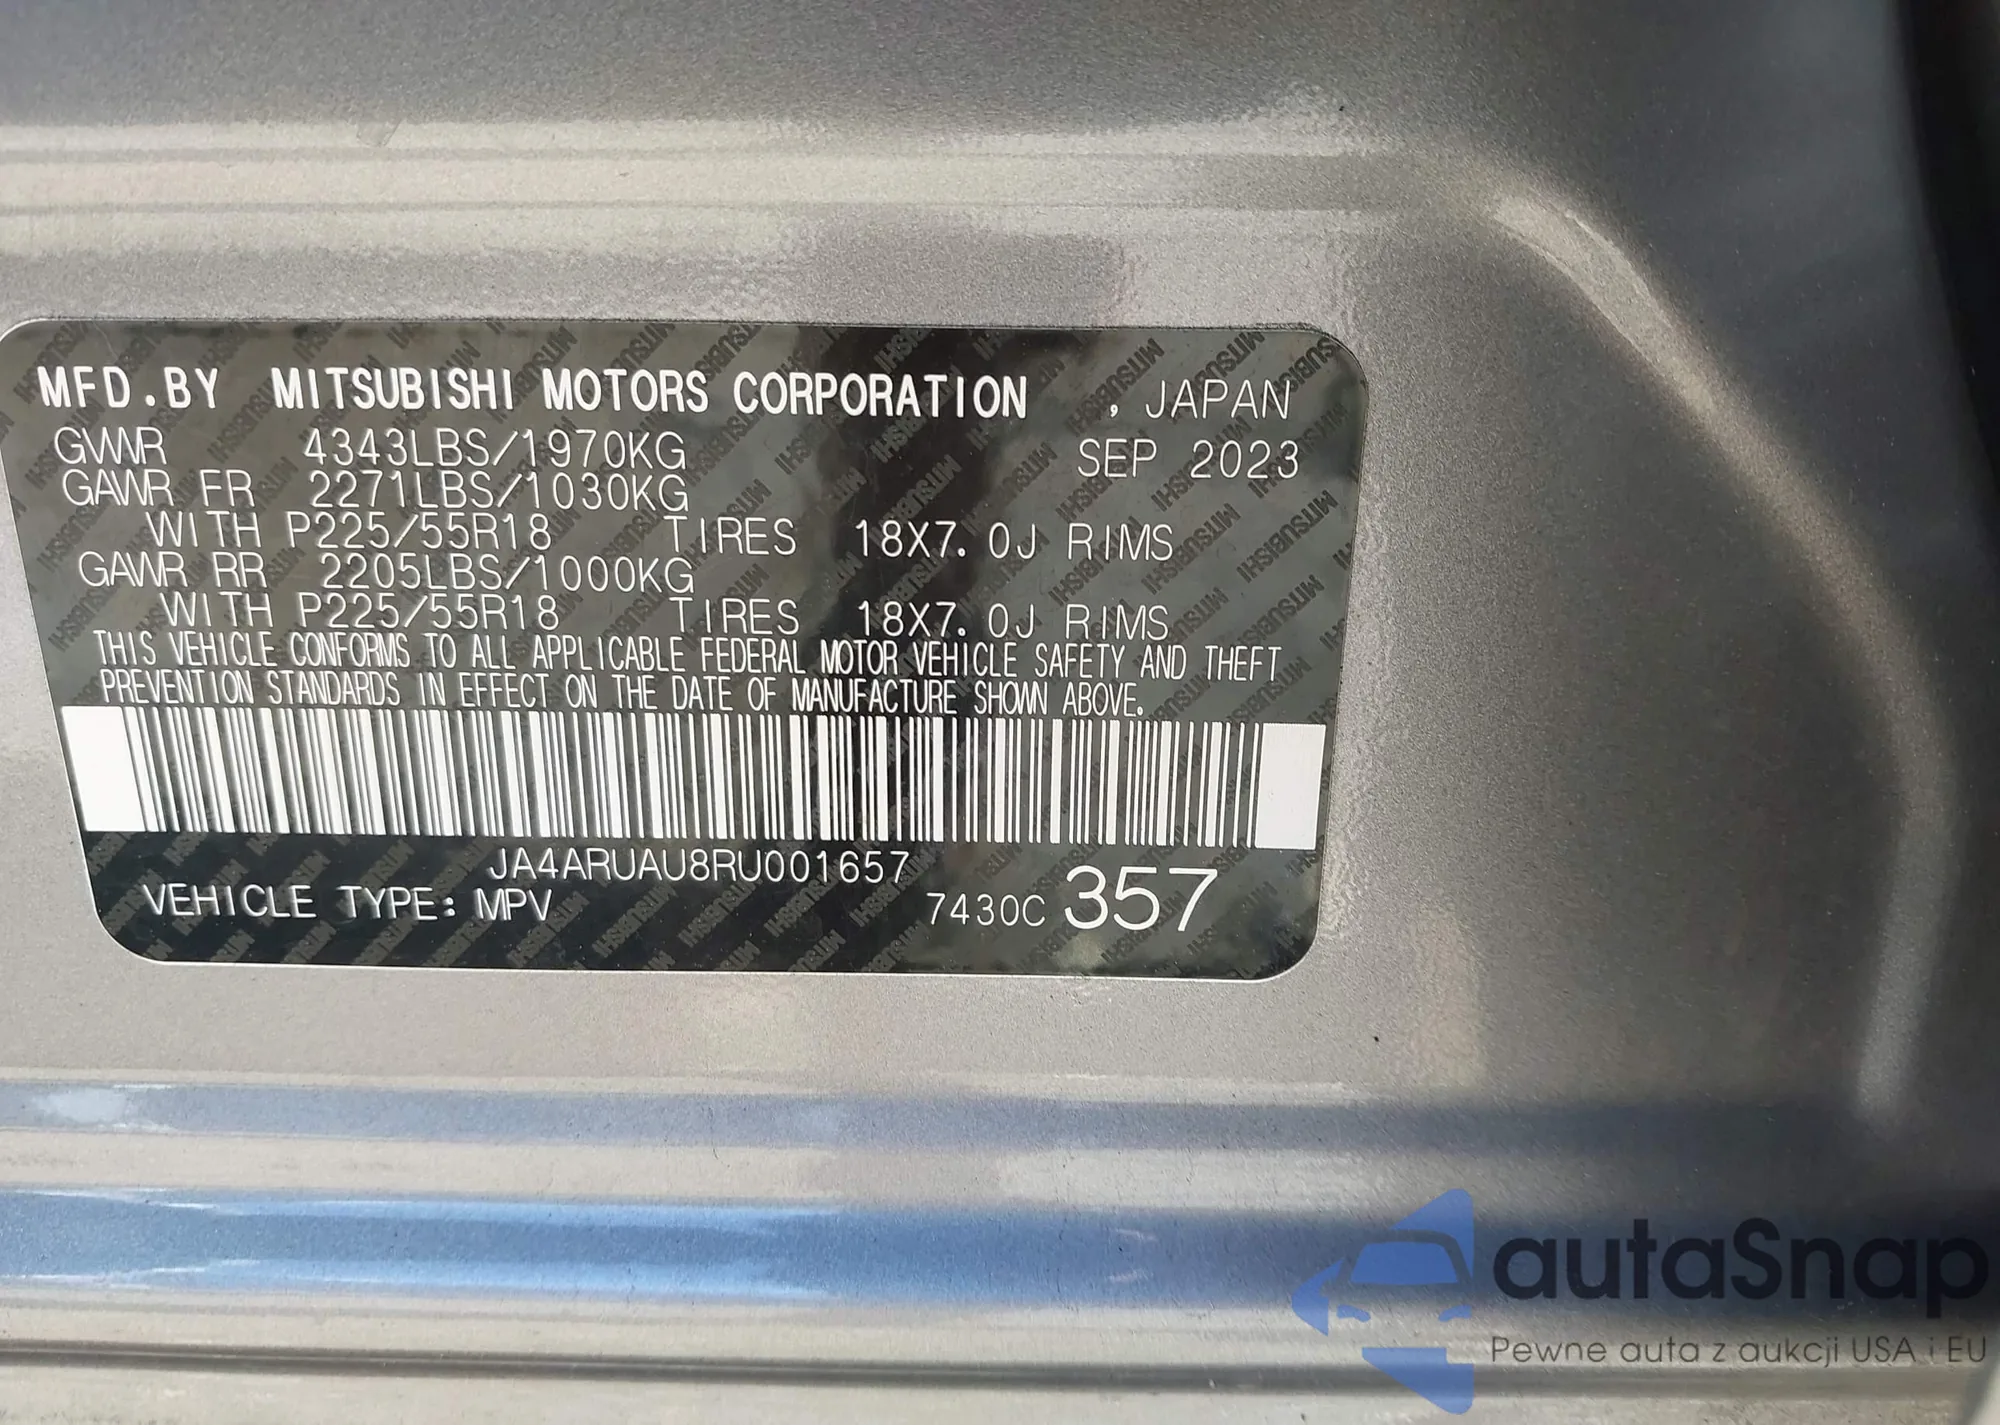 MFD.BY MITSUBISHI MOTORS CORPORATION , JAPAN
GVWR 4343LBS/1970KG SEP 2023
GAWR FR 2271LBS/1030KG
WITH P225/55R18 TIRES 18X7.0J RIMS
GAWR RR 2205LBS/1000KG
WITH P225/55R18 TIRES 18X7.0J RIMS
THIS VEHICLE CONFORMS TO ALL APPLICABLE FEDERAL MOTOR VEHICLE SAFETY AND THEFT
PREVENTION STANDARDS IN EFFECT ON THE DATE OF MANUFACTURE SHOWN ABOVE.
JA4ARUAU8RU001657
VEHICLE TYPE: MPV 7430C 357
autaSnap
Pewne auta z aukcji USA i EU